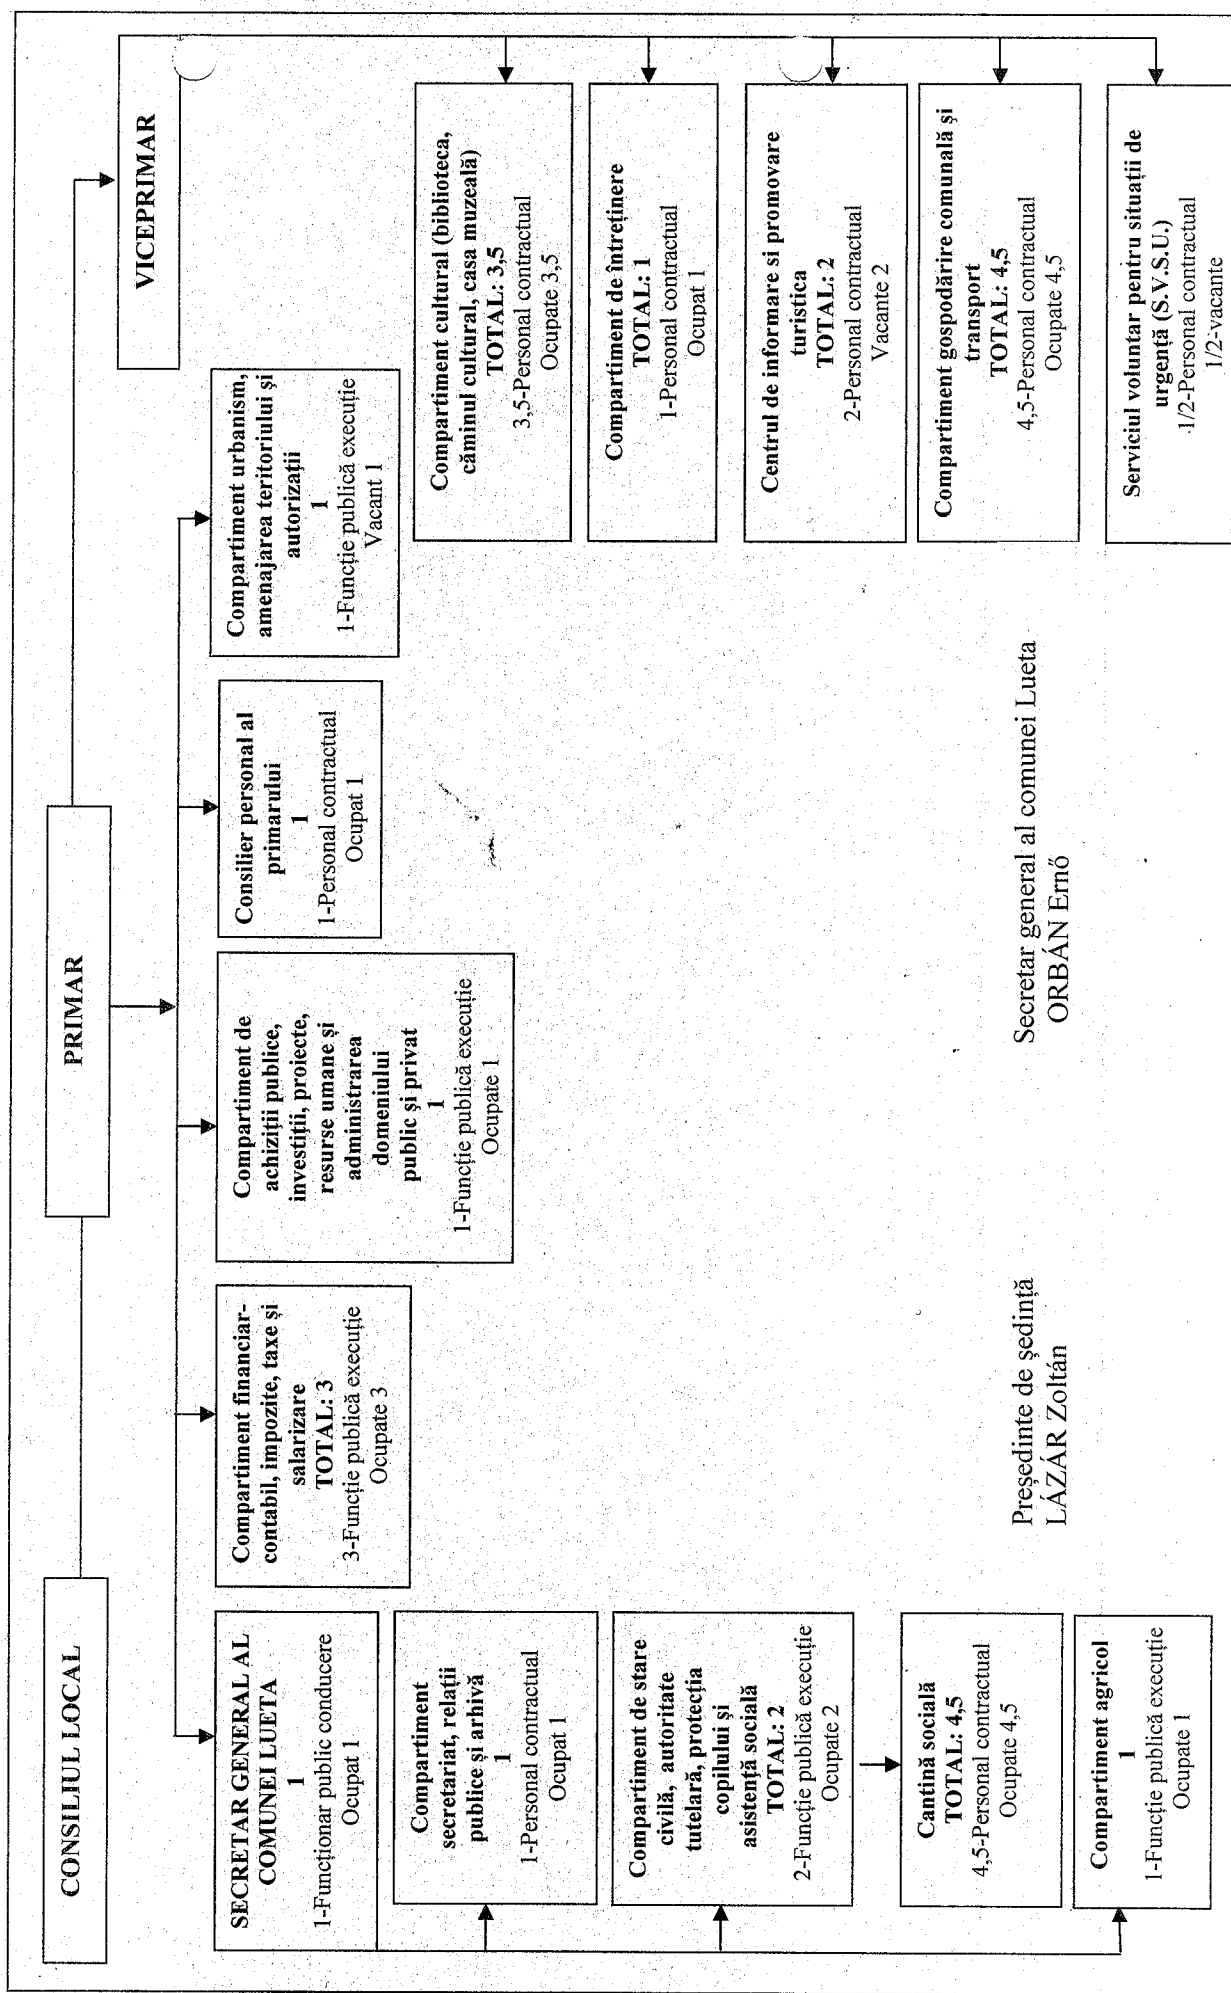 CONSILIUL LOCAL
PRIMAR
VICEPRIMAR
SECRETAR GENERAL AL
COMUNEI LUETA
1
1-Funcționar public conducere
Ocupat 1
Compartiment financiar-
contabil, impozite, taxe și
salarizare
TOTAL: 3
3-Funcție publică execuție
Ocupate 3
Compartiment de
achiziții publice,
investiții, proiecte,
resurse umane și
administrarea
domeniului
public și privat
1
1-Funcție publică execuție
Ocupate 1
Consilier personal al
primarului
1
1-Personal contractual
Ocupat 1
Compartiment urbanism,
amenajarea teritoriului și
autorizații
1
1-Funcție publică execuție
Vacant 1
Compartiment
secretariat, relații
publice și arhivă
1
1-Personal contractual
Ocupat 1
Compartiment de stare
civilă, autoritate
tutelară, protecția
copilului și
asistență socială
TOTAL: 2
2-Funcție publică execuție
Ocupate 2
Cantină socială
TOTAL: 4,5
4,5-Personal contractual
Ocupate 4,5
Compartiment agricol
1
1-Funcție publică execuție
Ocupate 1
Compartiment cultural (biblioteca,
căminul cultural, casa muzeală)
TOTAL: 3,5
3,5-Personal contractual
Ocupate 3,5
Compartiment de întreținere
TOTAL: 1
1-Personal contractual
Ocupat 1
Centrul de informare si promovare
turistica
TOTAL: 2
2-Personal contractual
Vacante 2
Compartiment gospodărire comunală și
transport
TOTAL: 4,5
4,5-Personal contractual
Ocupate 4,5
Serviciul voluntar pentru situații de
urgență (S.V.S.U.)
1/2-Personal contractual
1/2-vacante
Președinte de ședință
LÁZÁR Zoltán
Secretar general al comunei Lueta
ORBÁN Ernő